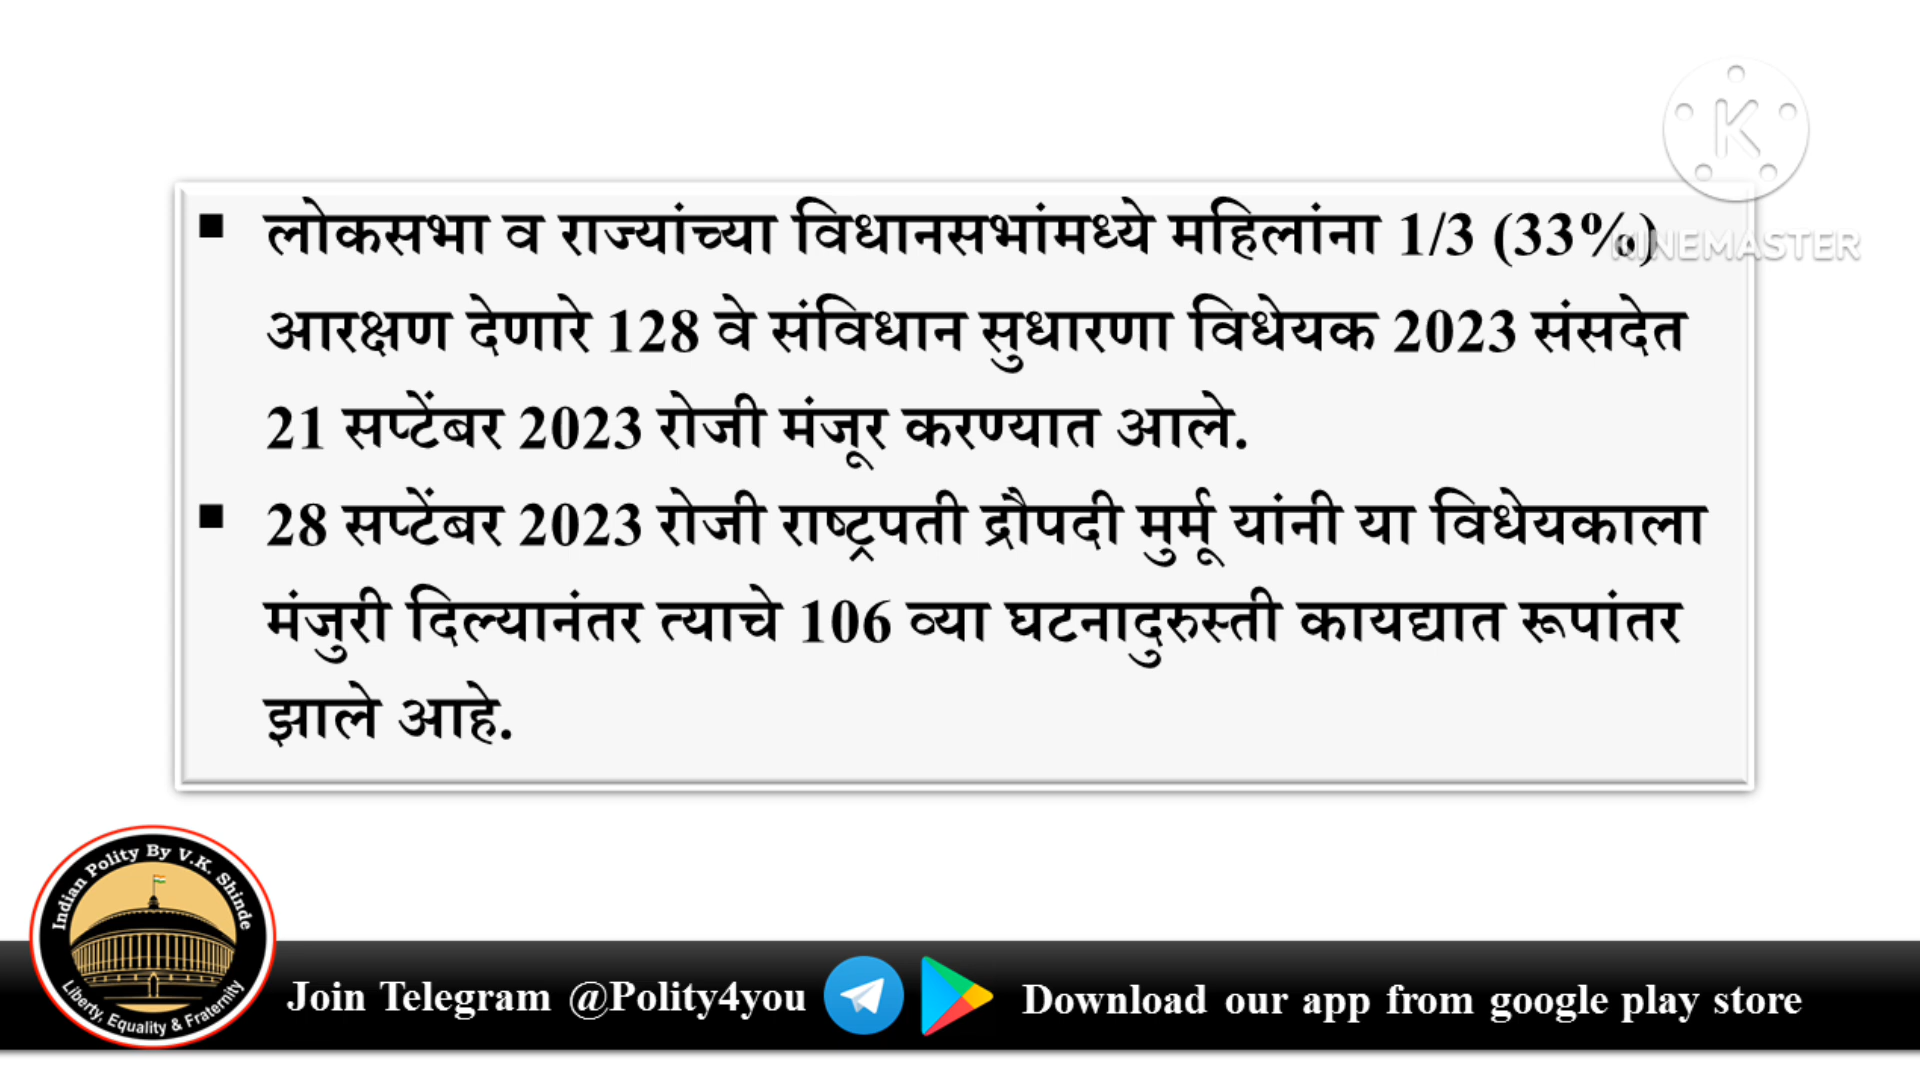 KINEMASTER
▪ लोकसभा व राज्यांच्या विधानसभांमध्ये महिलांना 1/3 (33%)
आरक्षण देणारे 128 वे संविधान सुधारणा विधेयक 2023 संसदेत
21 सप्टेंबर 2023 रोजी मंजूर करण्यात आले.
▪ 28 सप्टेंबर 2023 रोजी राष्ट्रपती द्रौपदी मुर्मू यांनी या विधेयकाला
मंजुरी दिल्यानंतर त्याचे 106 व्या घटनादुरुस्ती कायद्यात रूपांतर
झाले आहे.
Indian Polity By V.K. Shinde
Liberty, Equality & Fraternity
Join Telegram @Polity4you
Download our app from google play store